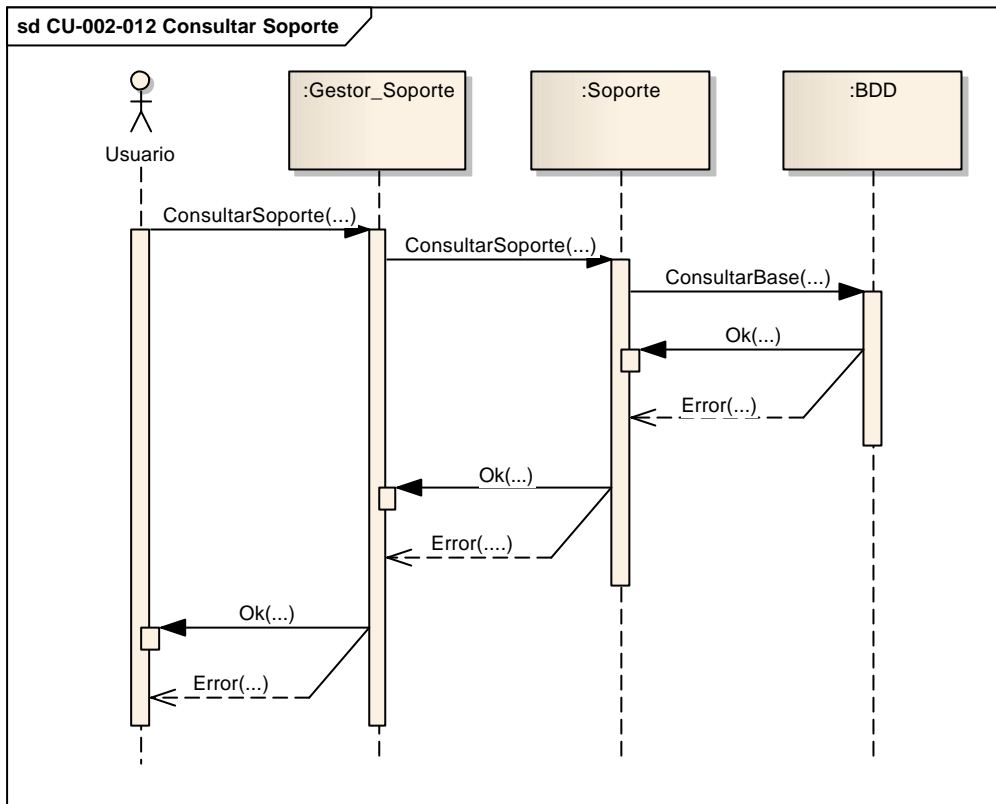 sd CU-002-012 Consultar Soporte
:Gestor_Soporte
:Soporte
:BDD
Usuario
ConsultarSoporte(...)
ConsultarSoporte(...)
ConsultarBase(...)
Ok(...)
Error(...)
Ok(...)
Error(....)
Ok(...)
Error(...)